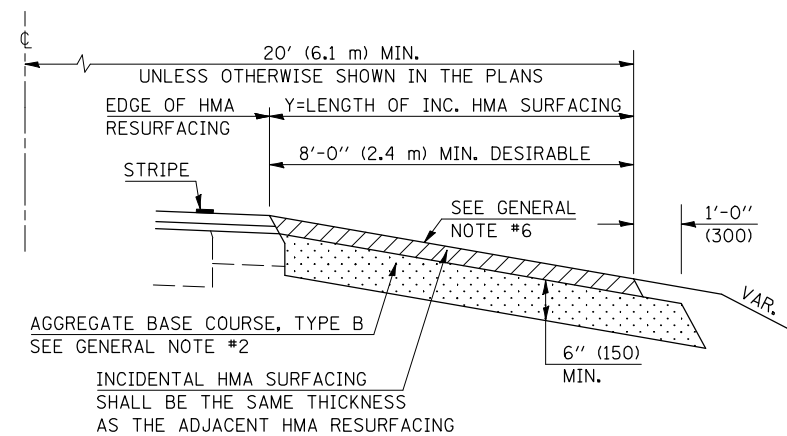 ℄
20' (6.1 m) MIN.
UNLESS OTHERWISE SHOWN IN THE PLANS
EDGE OF HMA
RESURFACING
Y=LENGTH OF INC. HMA SURFACING
8'-0'' (2.4 m) MIN. DESIRABLE
STRIPE
SEE GENERAL
NOTE #6
1'-0''
(300)
VAR.
AGGREGATE BASE COURSE, TYPE B
SEE GENERAL NOTE #2
6'' (150)
MIN.
INCIDENTAL HMA SURFACING
SHALL BE THE SAME THICKNESS
AS THE ADJACENT HMA RESURFACING